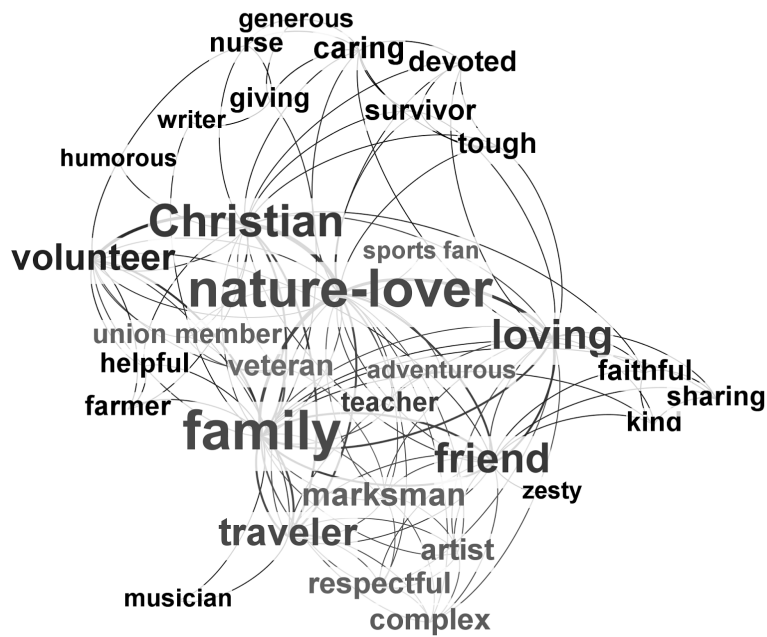 generous
nurse
caring
devoted
giving
survivor
writer
tough
humorous
Christian
volunteer
sports fan
nature-lover
union member
loving
helpful
veteran
adventurous
faithful
sharing
farmer
teacher
kind
family
friend
zesty
marksman
traveler
artist
respectful
musician
complex